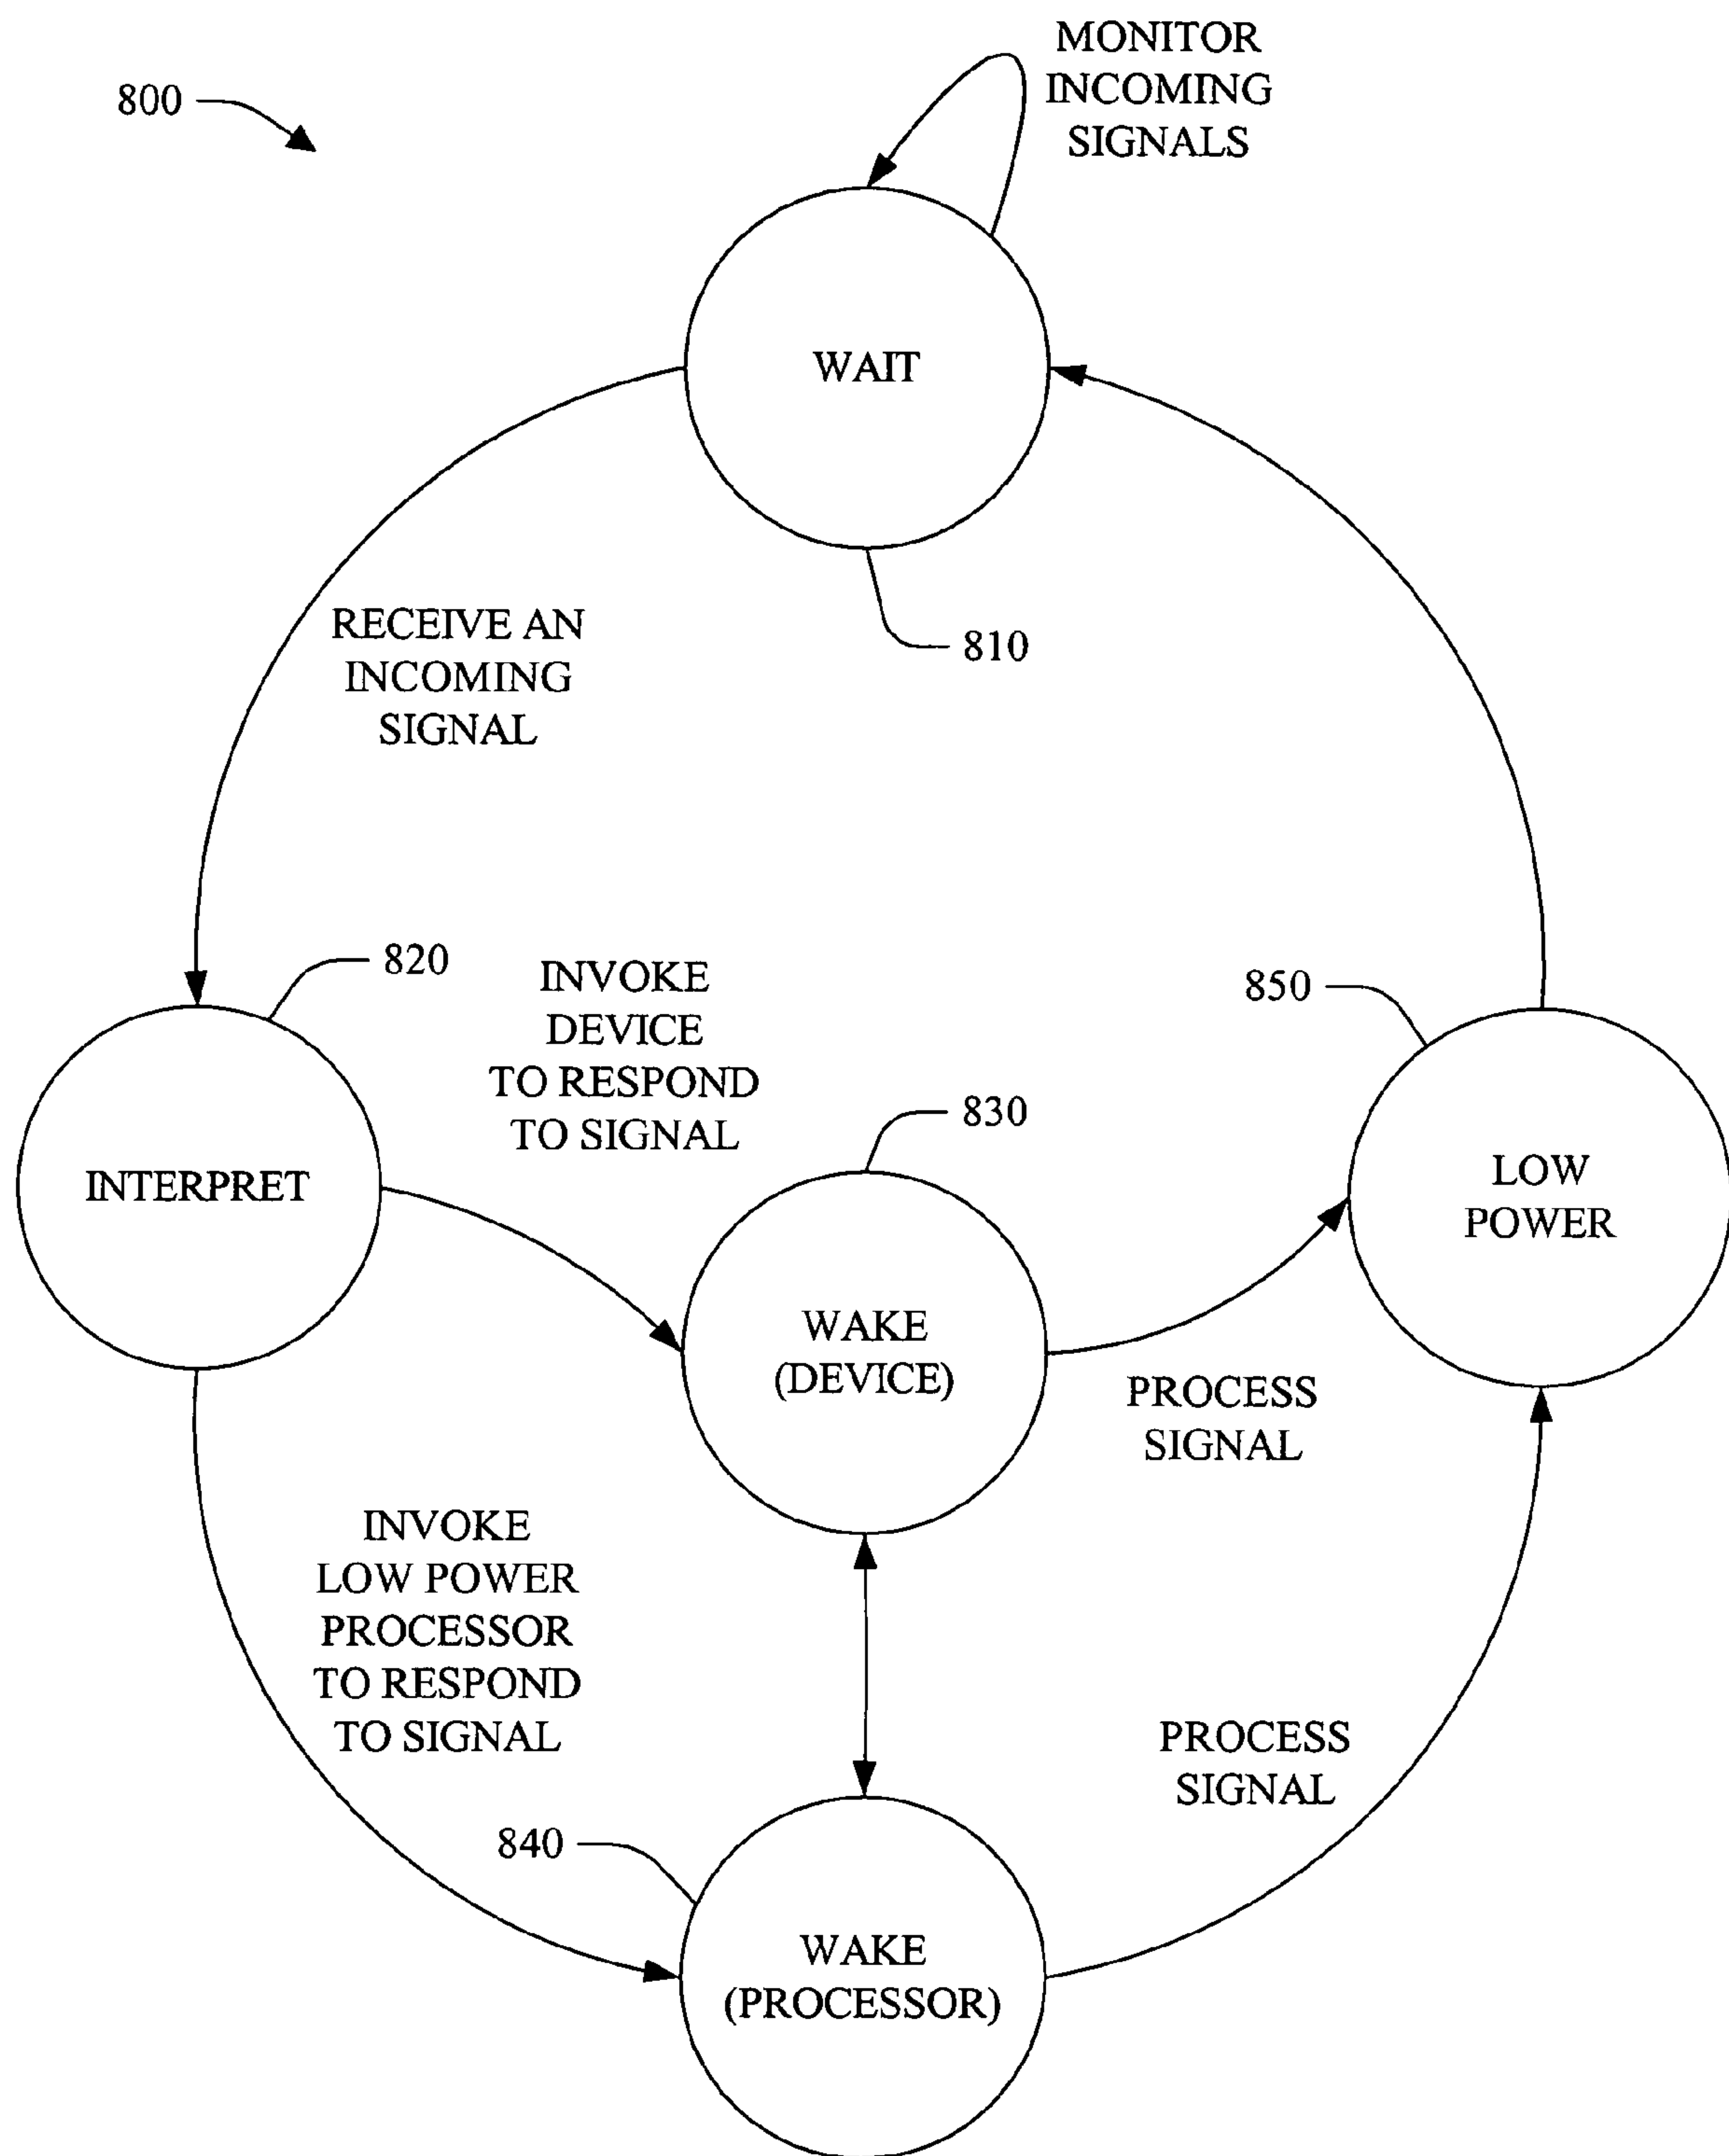 MONITOR
INCOMING
SIGNALS
800
WAIT
RECEIVE AN
INCOMING
SIGNAL
810
820
INVOKE
DEVICE
TO RESPOND
TO SIGNAL
850
830
INTERPRET
LOW
POWER
WAKE
(DEVICE)
PROCESS
SIGNAL
INVOKE
LOW POWER
PROCESSOR
TO RESPOND
TO SIGNAL
PROCESS
SIGNAL
840
WAKE
(PROCESSOR)